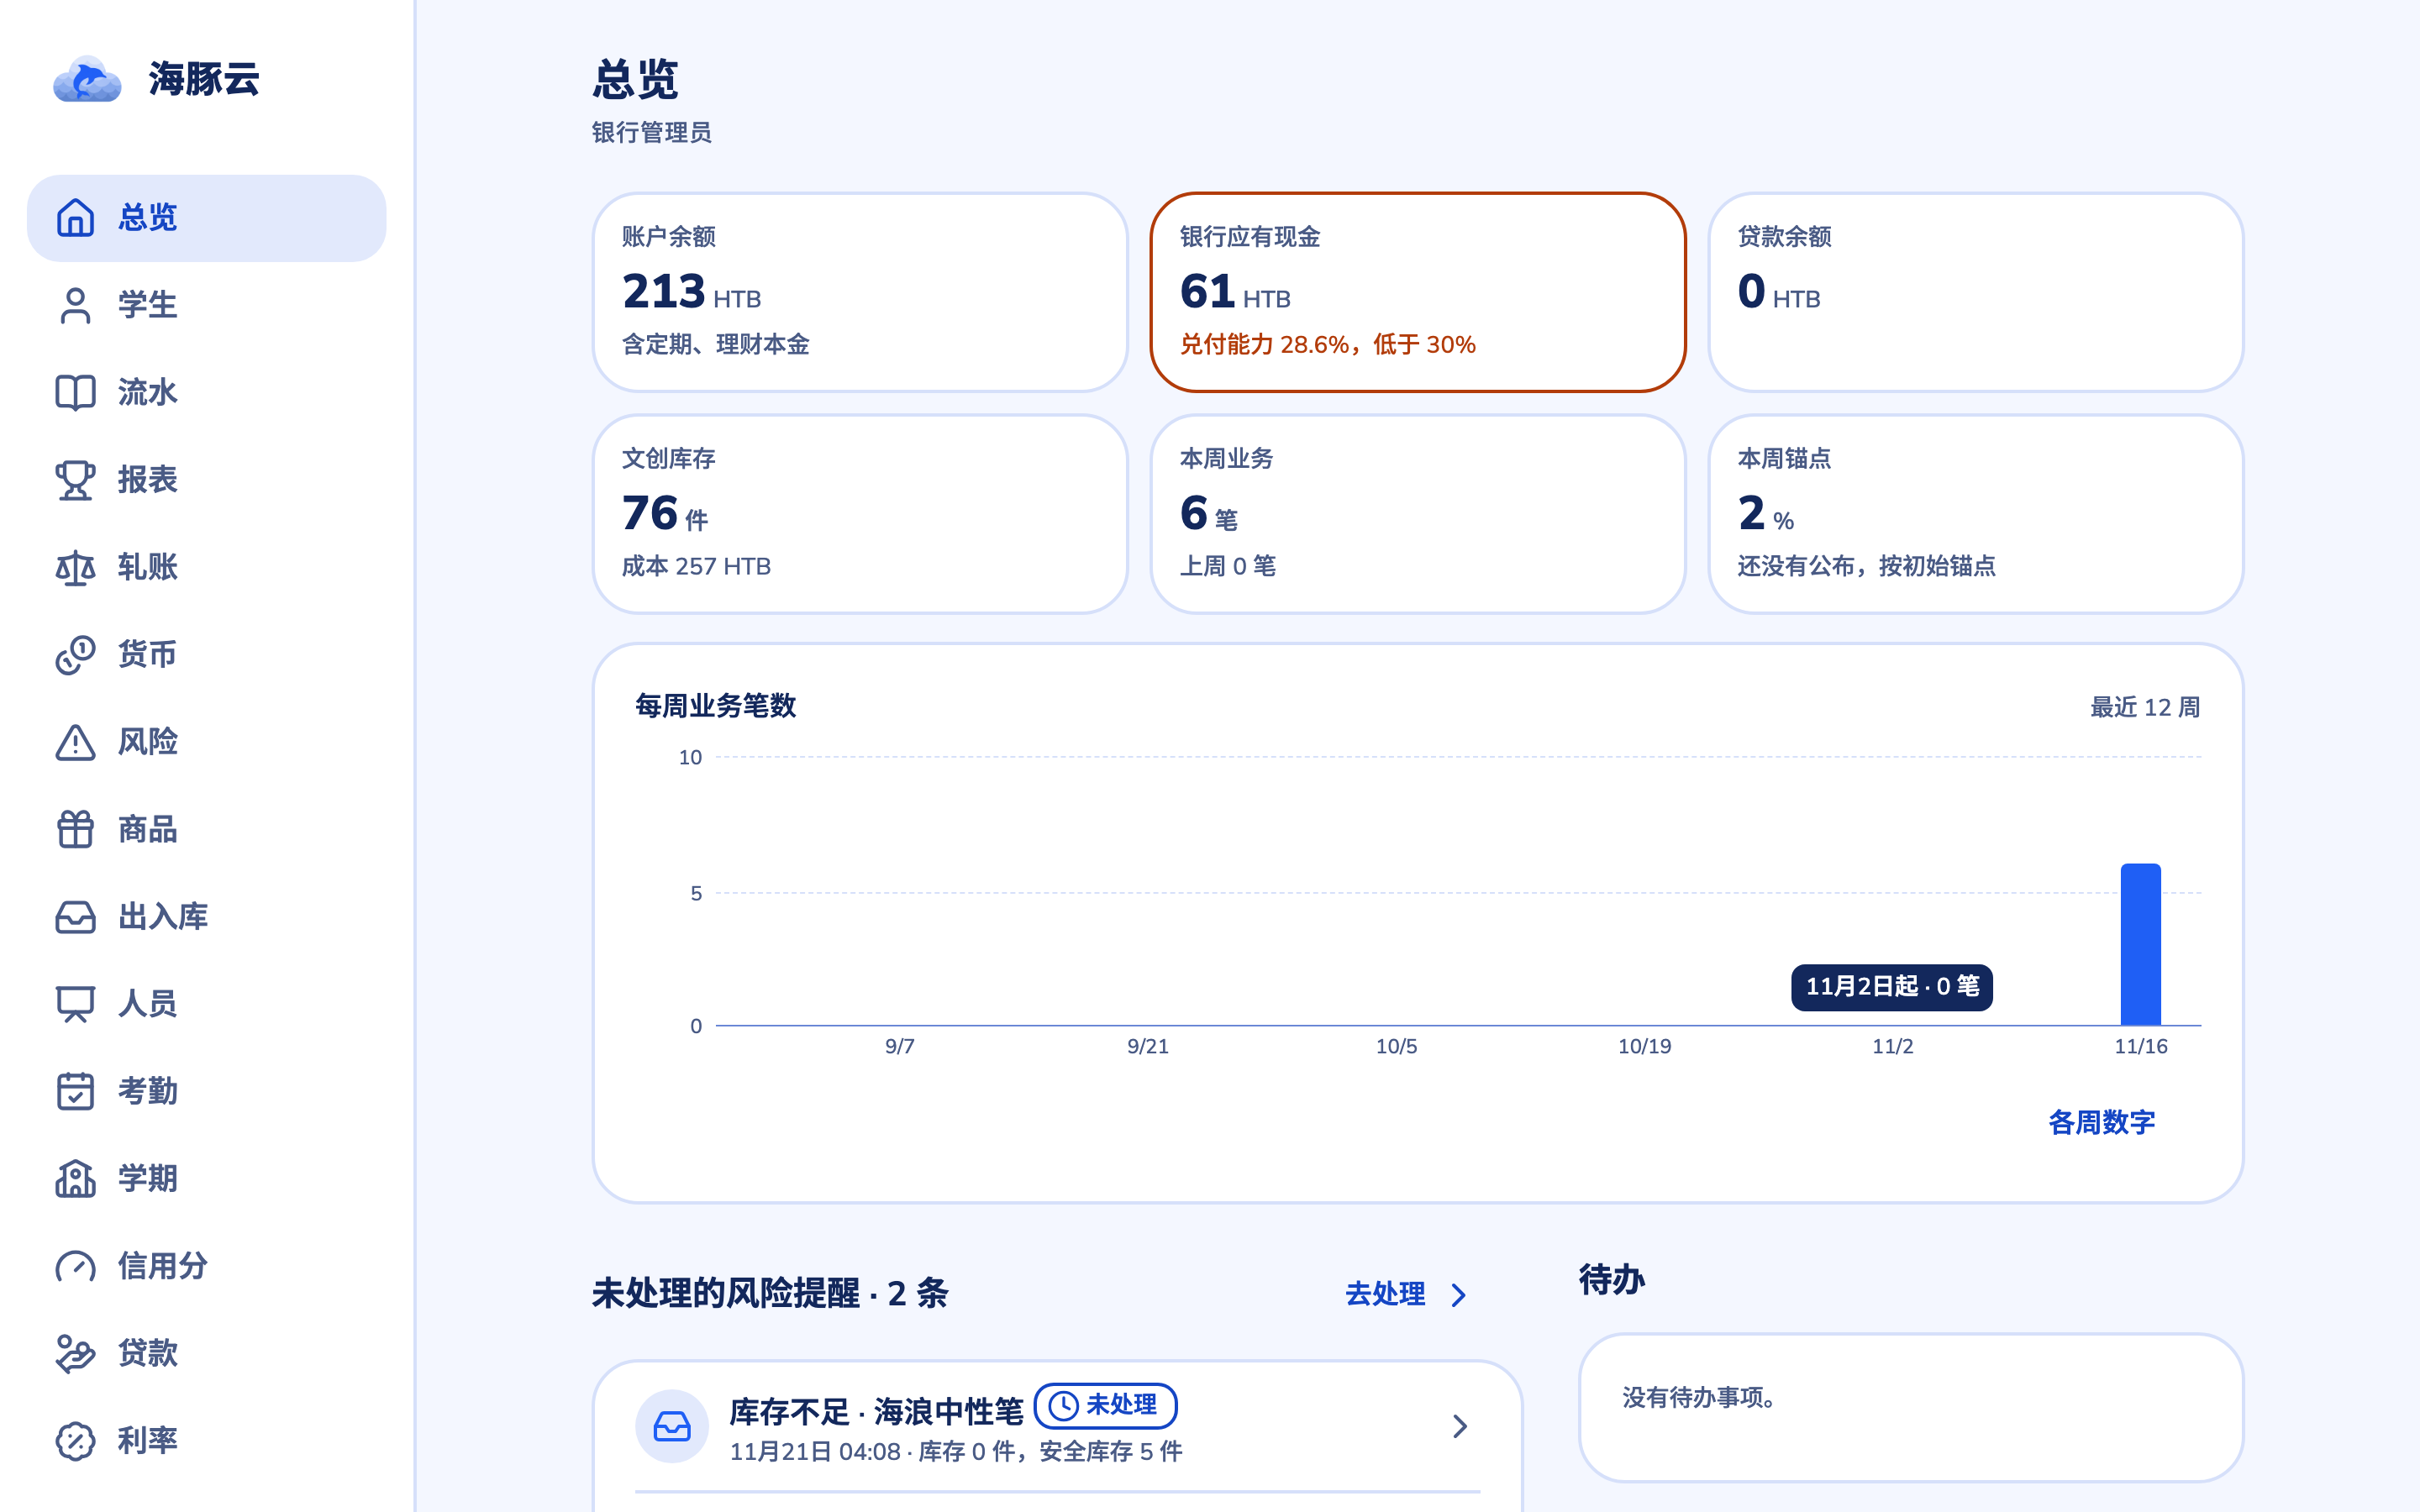 海豚云
总览
学生
流水
报表
轧账
货币
风险
商品
出入库
人员
考勤
学期
信用分
贷款
利率
总览
银行管理员
账户余额
213 HTB
含定期、理财本金
银行应有现金
61 HTB
兑付能力 28.6%，低于 30%
贷款余额
0 HTB
文创库存
76 件
成本 257 HTB
本周业务
6 笔
上周 0 笔
本周锚点
2 %
还没有公布，按初始锚点
每周业务笔数
最近 12 周
10
5
0
11月2日起 · 0 笔
9/7 9/21 10/5 10/19 11/2 11/16
各周数字
未处理的风险提醒 · 2 条
去处理
库存不足 · 海浪中性笔 未处理
11月21日 04:08 · 库存 0 件，安全库存 5 件
待办
没有待办事项。